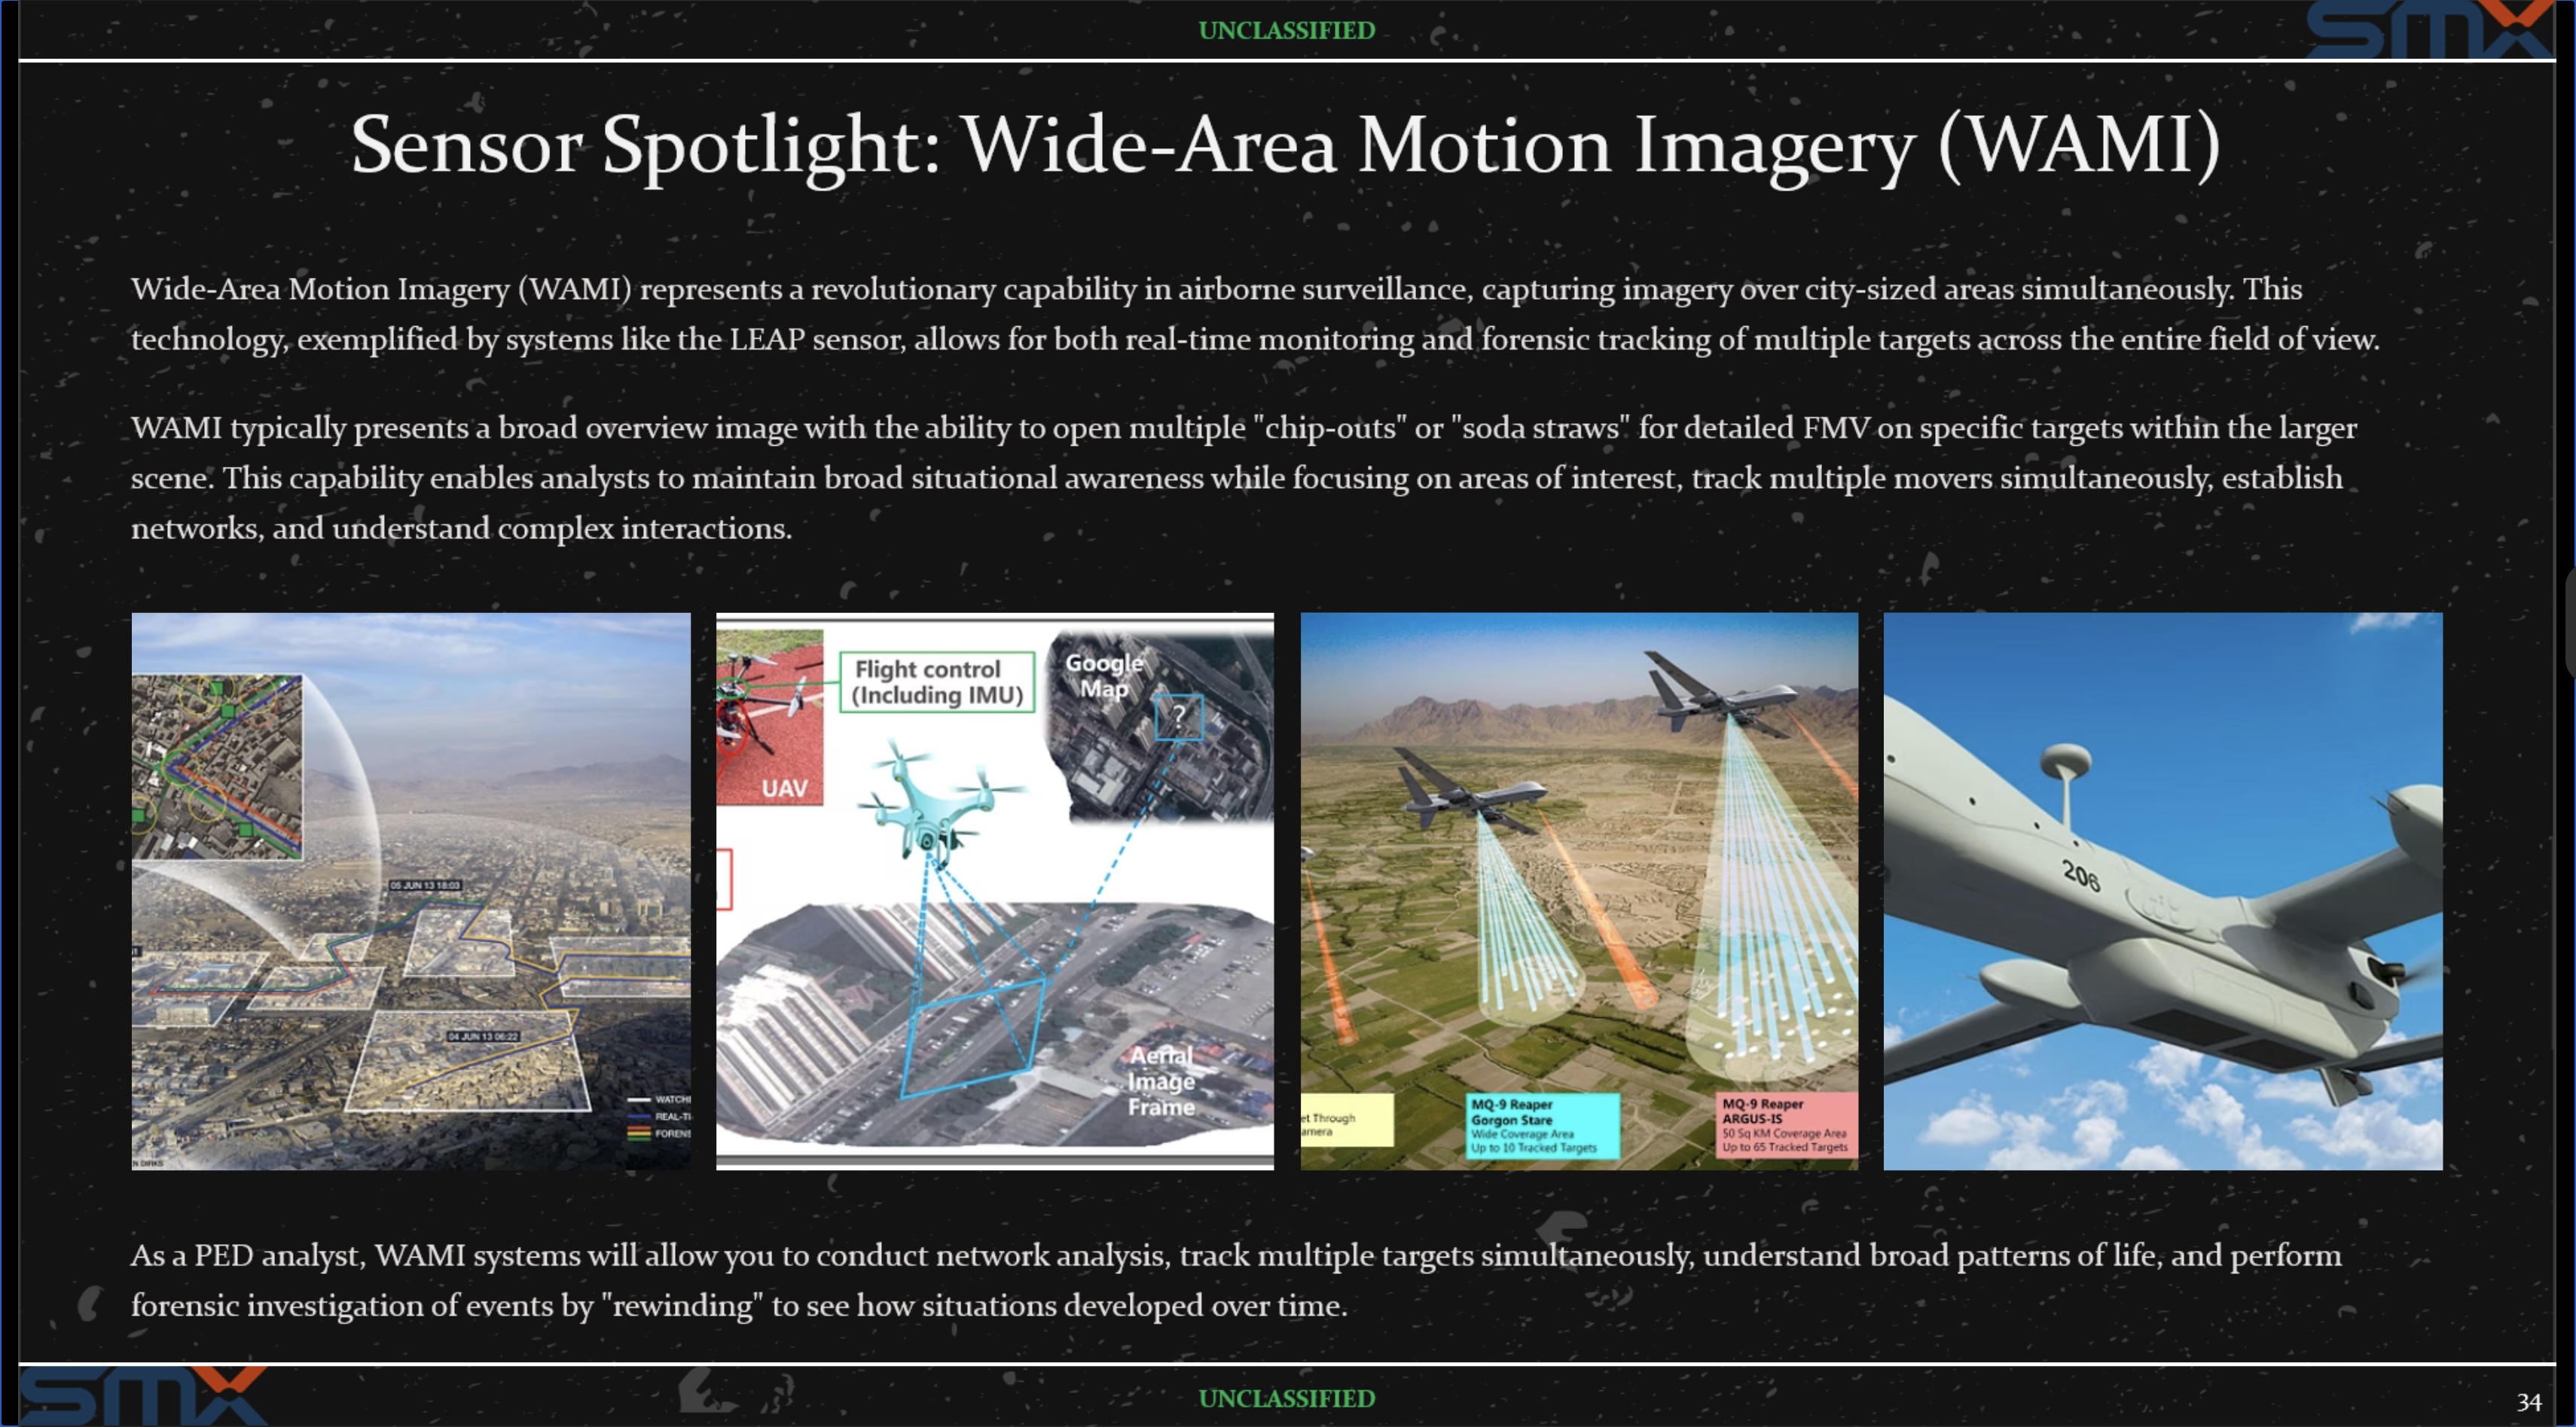 UNCLASSIFIED
smx
Sensor Spotlight: Wide-Area Motion Imagery (WAMI)
Wide-Area Motion Imagery (WAMI) represents a revolutionary capability in airborne surveillance, capturing imagery over city-sized areas simultaneously. This
technology, exemplified by systems like the LEAP sensor, allows for both real-time monitoring and forensic tracking of multiple targets across the entire field of view.
WAMI typically presents a broad overview image with the ability to open multiple "chip-outs" or "soda straws" for detailed FMV on specific targets within the larger
scene. This capability enables analysts to maintain broad situational awareness while focusing on areas of interest, track multiple movers simultaneously, establish
networks, and understand complex interactions.
05 JUN 13 18:03
04 JUN 13 06:22
WATCH
REAL-TI
FORENS
N DIRKS
Flight control
(Including IMU)
Google
Map
?
UAV
Aerial
Image
Frame
et Through
amera
MQ-9 Reaper
Gorgon Stare
Wide Coverage Area
Up to 10 Tracked Targets
MQ-9 Reaper
ARGUS-IS
50 Sq KM Coverage Area
Up to 65 Tracked Targets
206
As a PED analyst, WAMI systems will allow you to conduct network analysis, track multiple targets simultaneously, understand broad patterns of life, and perform
forensic investigation of events by "rewinding" to see how situations developed over time.
smx
UNCLASSIFIED
34